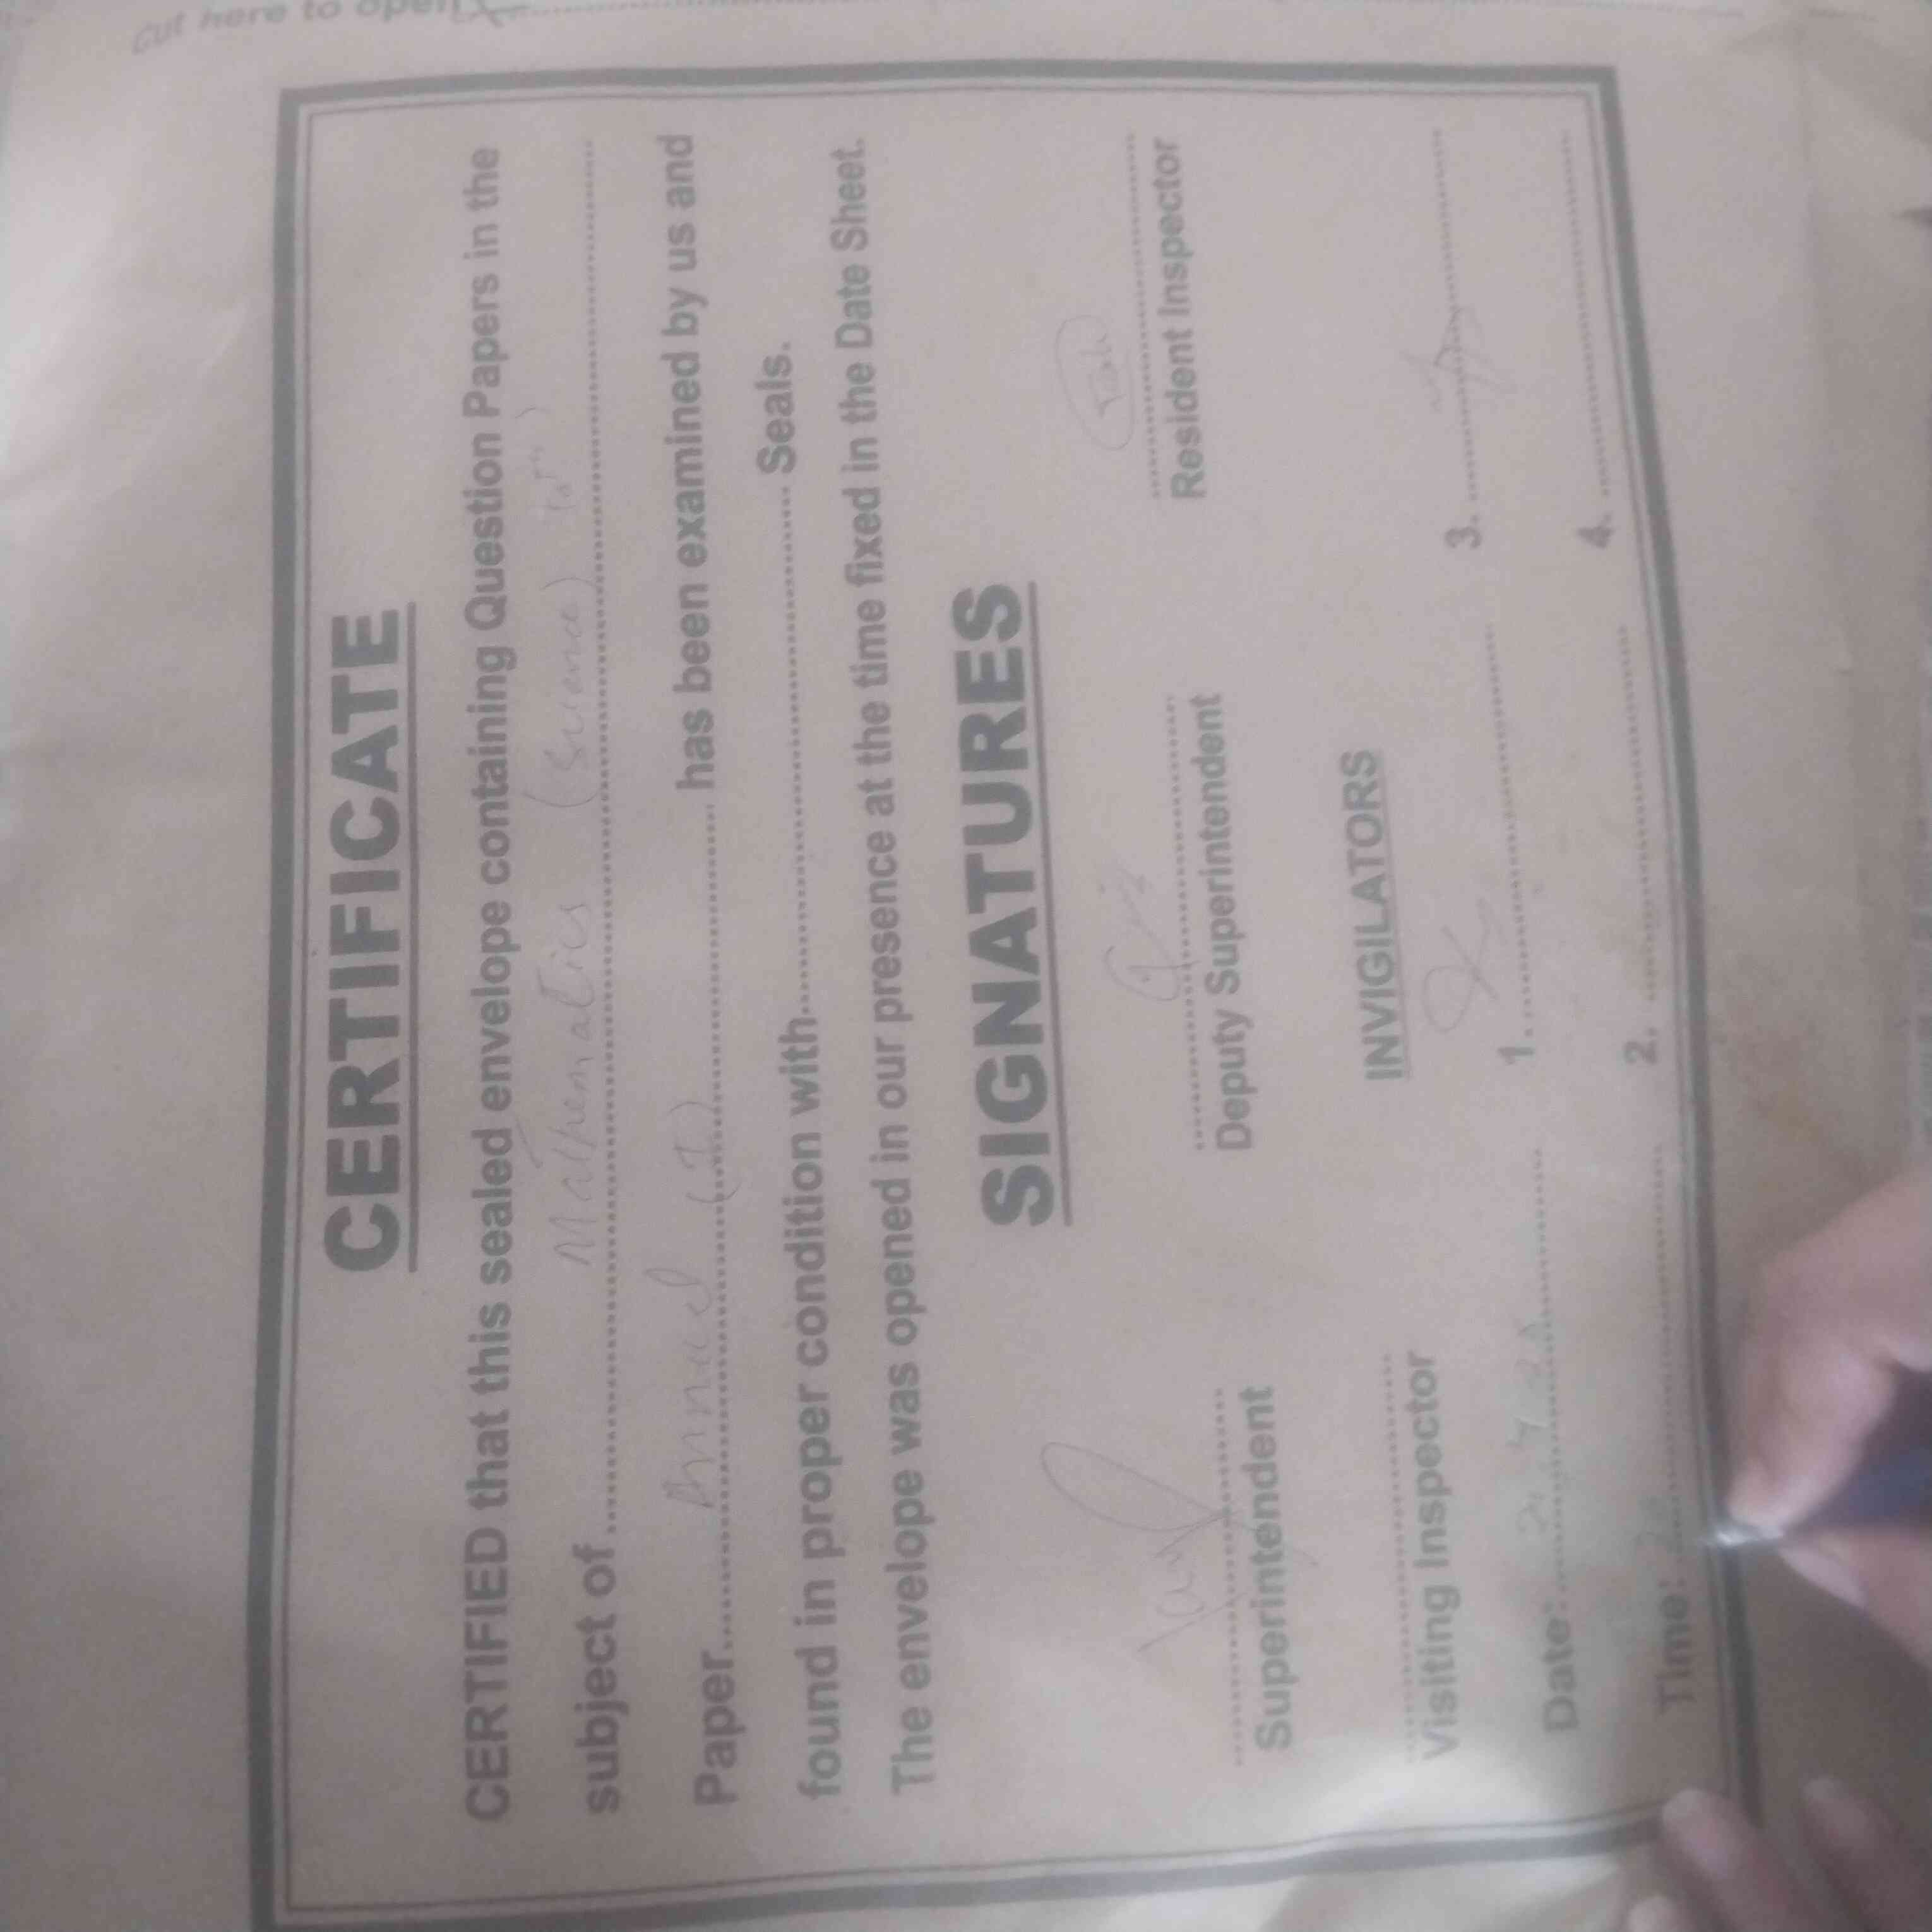 Cut here to open
CERTIFICATE
CERTIFIED that this sealed envelope containing Question Papers in the
subject of Mathematics (Science)
Paper Annual (I) has been examined by us and
found in proper condition with Seals.
The envelope was opened in our presence at the time fixed in the Date Sheet.
SIGNATURES
Superintendent Deputy Superintendent Resident Inspector
INVIGILATORS
Visiting Inspector
Date: 1. 3.
Time: 2. 4.